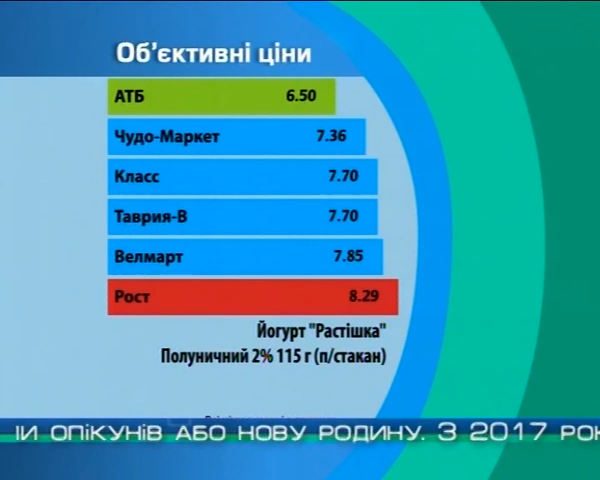 Об'єктивні ціни
АТБ 6.50
Чудо-Маркет 7.36
Класс 7.70
Таврия-В 7.70
Велмарт 7.85
Рост 8.29
Йогурт "Растішка"
Полуничний 2% 115 г (п/стакан)
ОПІКУНІВ АБО НОВУ РОДИНУ. З 2017